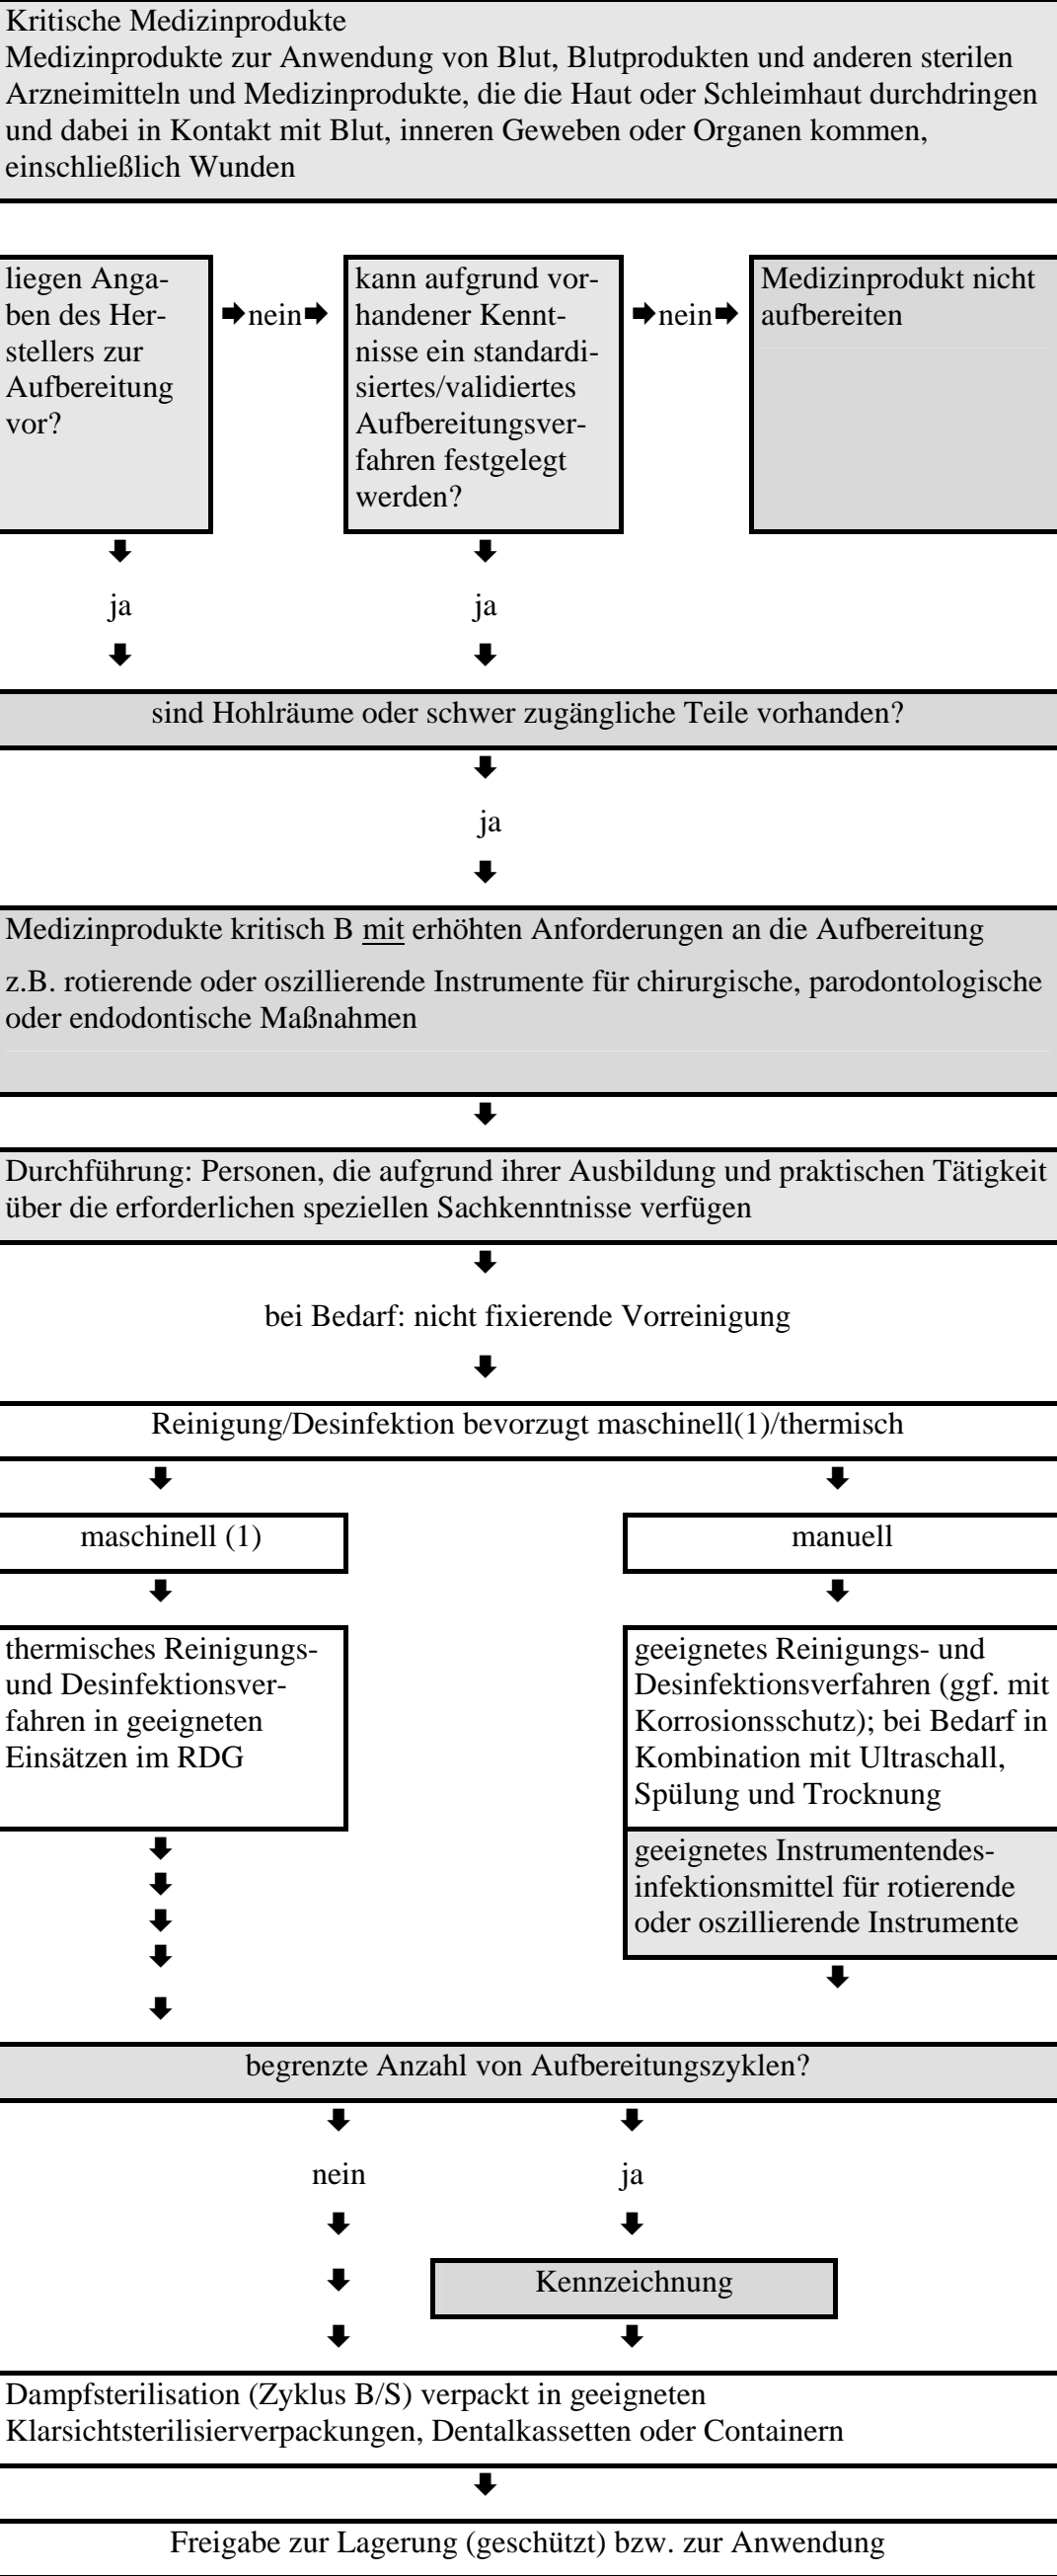 Kritische Medizinprodukte
Medizinprodukte zur Anwendung von Blut, Blutprodukten und anderen sterilen
Arzneimitteln und Medizinprodukte, die die Haut oder Schleimhaut durchdringen
und dabei in Kontakt mit Blut, inneren Geweben oder Organen kommen,
einschließlich Wunden
liegen Anga-
ben des Her-
stellers zur
Aufbereitung
vor?
nein
kann aufgrund vor-
handener Kennt-
nisse ein standardi-
siertes/validiertes
Aufbereitungsver-
fahren festgelegt
werden?
nein
Medizinprodukt nicht
aufbereiten
ja
ja
sind Hohlräume oder schwer zugängliche Teile vorhanden?
ja
Medizinprodukte kritisch B mit erhöhten Anforderungen an die Aufbereitung
z.B. rotierende oder oszillierende Instrumente für chirurgische, parodontologische
oder endodontische Maßnahmen
Durchführung: Personen, die aufgrund ihrer Ausbildung und praktischen Tätigkeit
über die erforderlichen speziellen Sachkenntnisse verfügen
bei Bedarf: nicht fixierende Vorreinigung
Reinigung/Desinfektion bevorzugt maschinell(1)/thermisch
maschinell (1)
manuell
thermisches Reinigungs-
und Desinfektionsver-
fahren in geeigneten
Einsätzen im RDG
geeignetes Reinigungs- und
Desinfektionsverfahren (ggf. mit
Korrosionsschutz); bei Bedarf in
Kombination mit Ultraschall,
Spülung und Trocknung
geeignetes Instrumentendes-
infektionsmittel für rotierende
oder oszillierende Instrumente
begrenzte Anzahl von Aufbereitungszyklen?
nein
ja
Kennzeichnung
Dampfsterilisation (Zyklus B/S) verpackt in geeigneten
Klarsichtsterilisierverpackungen, Dentalkassetten oder Containern
Freigabe zur Lagerung (geschützt) bzw. zur Anwendung